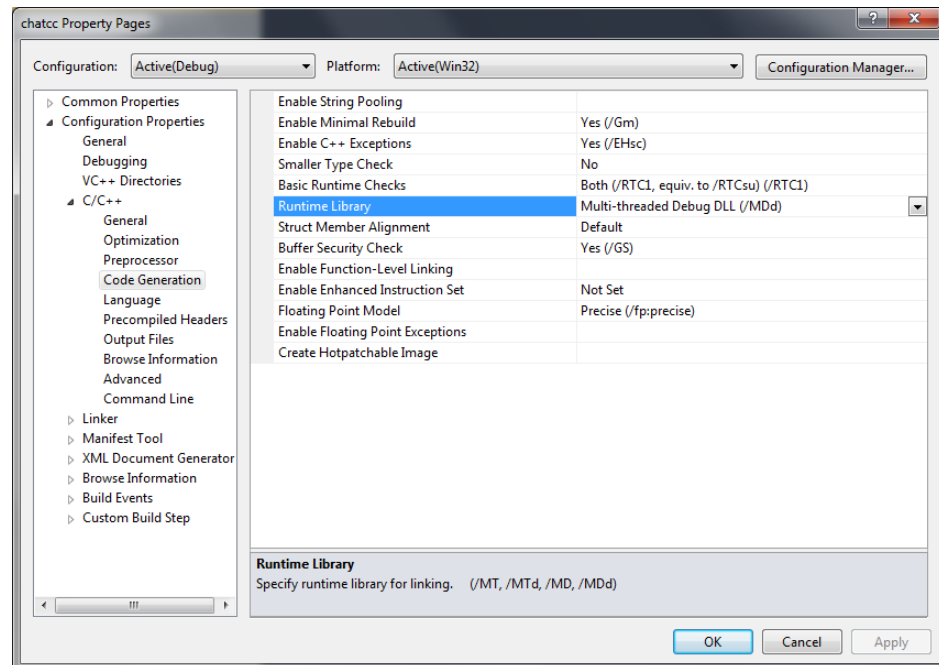 chatcc Property Pages
Configuration: Active(Debug) Platform: Active(Win32) Configuration Manager...
Common Properties
Configuration Properties
General
Debugging
VC++ Directories
C/C++
General
Optimization
Preprocessor
Code Generation
Language
Precompiled Headers
Output Files
Browse Information
Advanced
Command Line
Linker
Manifest Tool
XML Document Generator
Browse Information
Build Events
Custom Build Step
Enable String Pooling
Enable Minimal Rebuild Yes (/Gm)
Enable C++ Exceptions Yes (/EHsc)
Smaller Type Check No
Basic Runtime Checks Both (/RTC1, equiv. to /RTCsu) (/RTC1)
Runtime Library Multi-threaded Debug DLL (/MDd)
Struct Member Alignment Default
Buffer Security Check Yes (/GS)
Enable Function-Level Linking
Enable Enhanced Instruction Set Not Set
Floating Point Model Precise (/fp:precise)
Enable Floating Point Exceptions
Create Hotpatchable Image
Runtime Library
Specify runtime library for linking. (/MT, /MTd, /MD, /MDd)
OK Cancel Apply